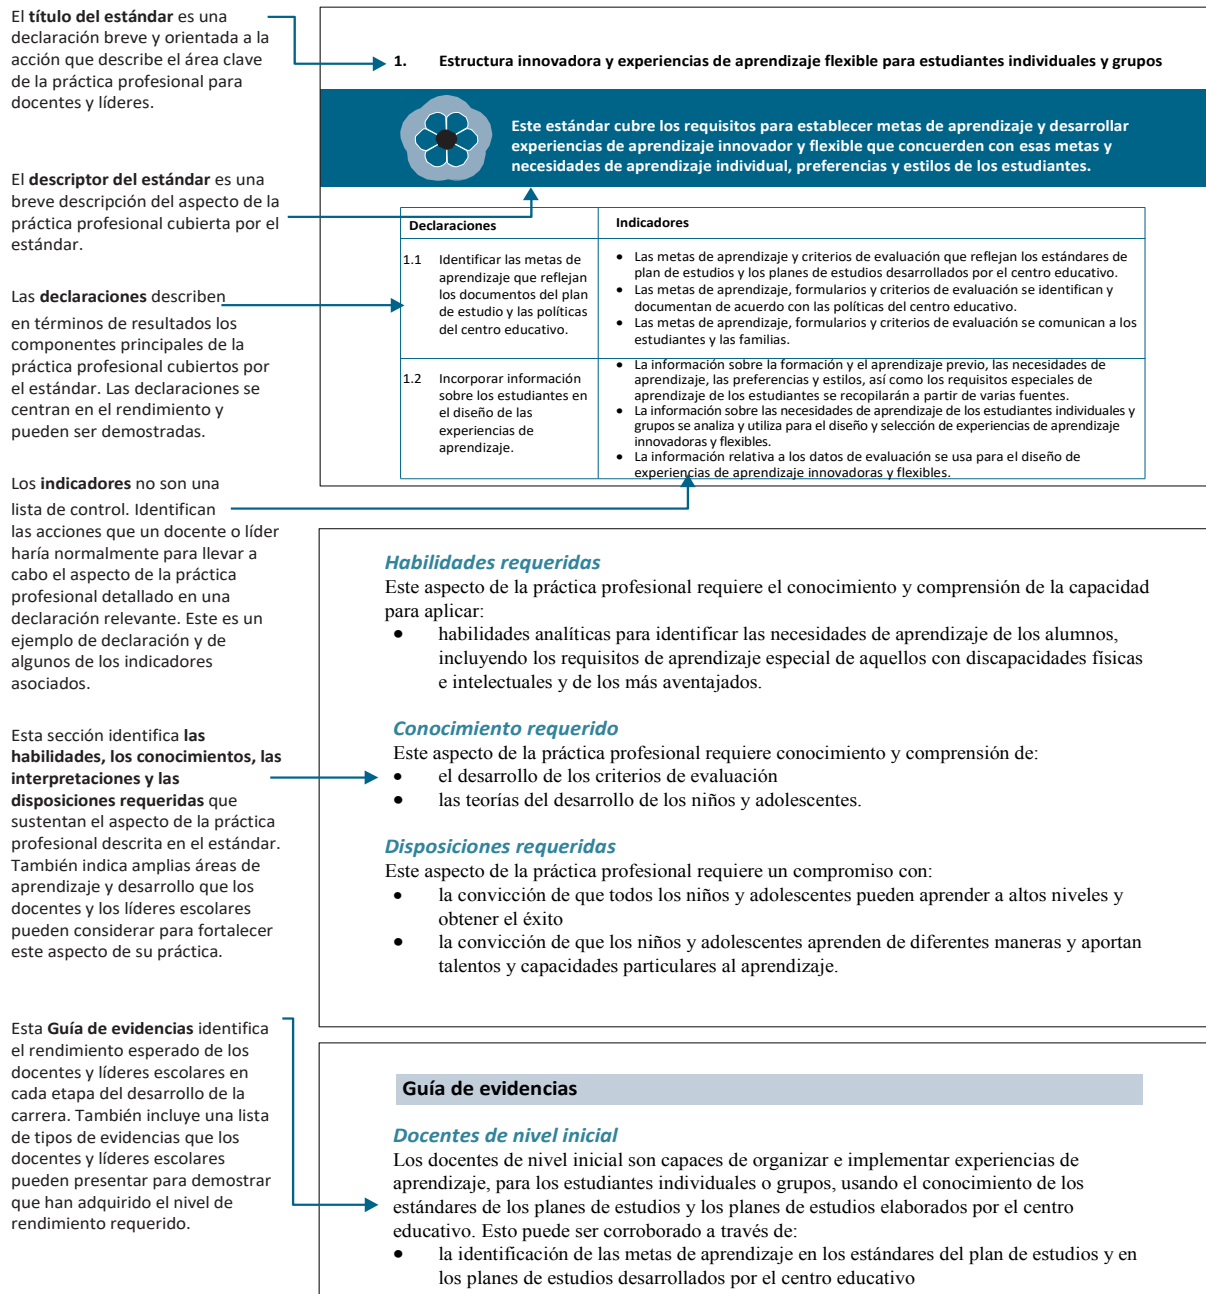 El título del estándar es una
declaración breve y orientada a la
acción que describe el área clave
de la práctica profesional para
docentes y líderes.
El descriptor del estándar es una
breve descripción del aspecto de la
práctica profesional cubierta por el
estándar.
Las declaraciones describen
en términos de resultados los
componentes principales de la
práctica profesional cubiertos por
el estándar. Las declaraciones se
centran en el rendimiento y
pueden ser demostradas.
Los indicadores no son una
lista de control. Identifican
las acciones que un docente o líder
haría normalmente para llevar a
cabo el aspecto de la práctica
profesional detallado en una
declaración relevante. Este es un
ejemplo de declaración y de
algunos de los indicadores
asociados.
Esta sección identifica las
habilidades, los conocimientos, las
interpretaciones y las
disposiciones requeridas que
sustentan el aspecto de la práctica
profesional descrita en el estándar.
También indica amplias áreas de
aprendizaje y desarrollo que los
docentes y los líderes escolares
pueden considerar para fortalecer
este aspecto de su práctica.
Esta Guía de evidencias identifica
el rendimiento esperado de los
docentes y líderes escolares en
cada etapa del desarrollo de la
carrera. También incluye una lista
de tipos de evidencias que los
docentes y líderes escolares
pueden presentar para demostrar
que han adquirido el nivel de
rendimiento requerido.
1. Estructura innovadora y experiencias de aprendizaje flexible para estudiantes individuales y grupos
Este estándar cubre los requisitos para establecer metas de aprendizaje y desarrollar
experiencias de aprendizaje innovador y flexible que concuerden con esas metas y
necesidades de aprendizaje individual, preferencias y estilos de los estudiantes.
Declaraciones
Indicadores
1.1 Identificar las metas de
aprendizaje que reflejan
los documentos del plan
de estudio y las políticas
del centro educativo.
• Las metas de aprendizaje y criterios de evaluación que reflejan los estándares de
plan de estudios y los planes de estudios desarrollados por el centro educativo.
• Las metas de aprendizaje, formularios y criterios de evaluación se identifican y
documentan de acuerdo con las políticas del centro educativo.
• Las metas de aprendizaje, formularios y criterios de evaluación se comunican a los
estudiantes y las familias.
1.2 Incorporar información
sobre los estudiantes en
el diseño de las
experiencias de
aprendizaje.
• La información sobre la formación y el aprendizaje previo, las necesidades de
aprendizaje, las preferencias y estilos, así como los requisitos especiales de
aprendizaje de los estudiantes se recopilarán a partir de varias fuentes.
• La información sobre las necesidades de aprendizaje de los estudiantes individuales y
grupos se analiza y utiliza para el diseño y selección de experiencias de aprendizaje
innovadoras y flexibles.
• La información relativa a los datos de evaluación se usa para el diseño de
experiencias de aprendizaje innovadoras y flexibles.
Habilidades requeridas
Este aspecto de la práctica profesional requiere el conocimiento y comprensión de la capacidad
para aplicar:
• habilidades analíticas para identificar las necesidades de aprendizaje de los alumnos,
incluyendo los requisitos de aprendizaje especial de aquellos con discapacidades físicas
e intelectuales y de los más aventajados.
Conocimiento requerido
Este aspecto de la práctica profesional requiere conocimiento y comprensión de:
• el desarrollo de los criterios de evaluación
• las teorías del desarrollo de los niños y adolescentes.
Disposiciones requeridas
Este aspecto de la práctica profesional requiere un compromiso con:
• la convicción de que todos los niños y adolescentes pueden aprender a altos niveles y
obtener el éxito
• la convicción de que los niños y adolescentes aprenden de diferentes maneras y aportan
talentos y capacidades particulares al aprendizaje.
Guía de evidencias
Docentes de nivel inicial
Los docentes de nivel inicial son capaces de organizar e implementar experiencias de
aprendizaje, para los estudiantes individuales o grupos, usando el conocimiento de los
estándares de los planes de estudios y los planes de estudios elaborados por el centro
educativo. Esto puede ser corroborado a través de:
• la identificación de las metas de aprendizaje en los estándares del plan de estudios y en
los planes de estudios desarrollados por el centro educativo